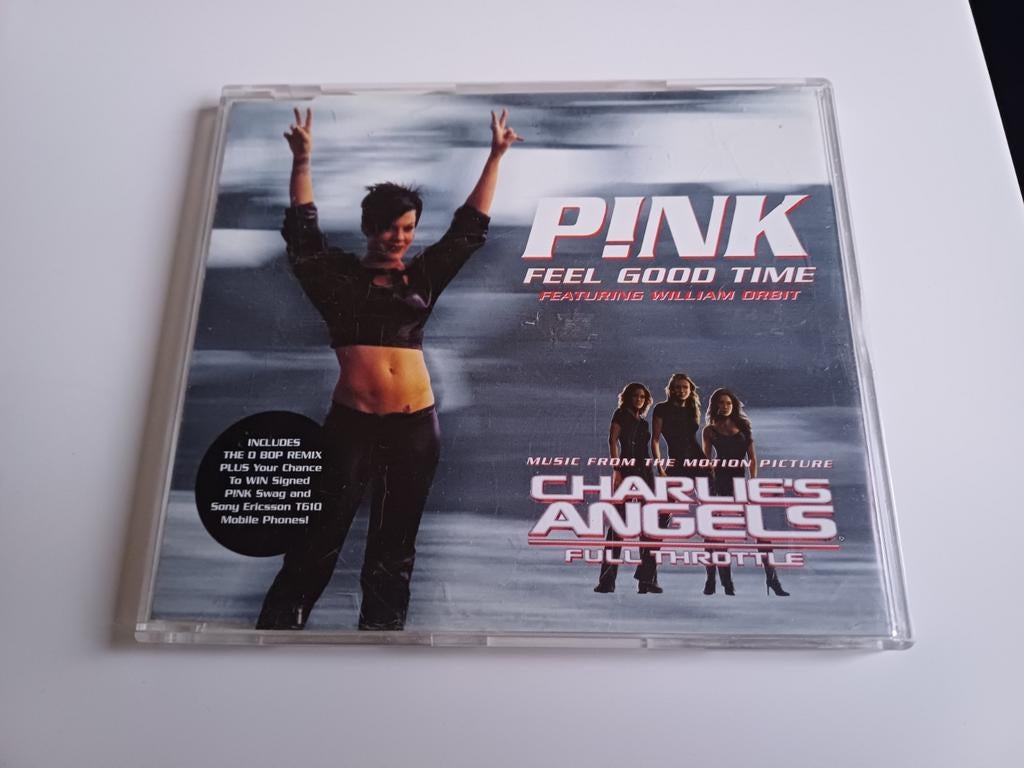 P!NK
FEEL GOOD TIME
FEATURING WILLIAM ORBIT
INCLUDES
THE D BOP REMIX
PLUS Your Chance
To WIN Signed
P!NK Swag and
Sony Ericsson T610
Mobile Phones!
MUSIC FROM THE MOTION PICTURE
CHARLIE'S
ANGELS
FULL THROTTLE